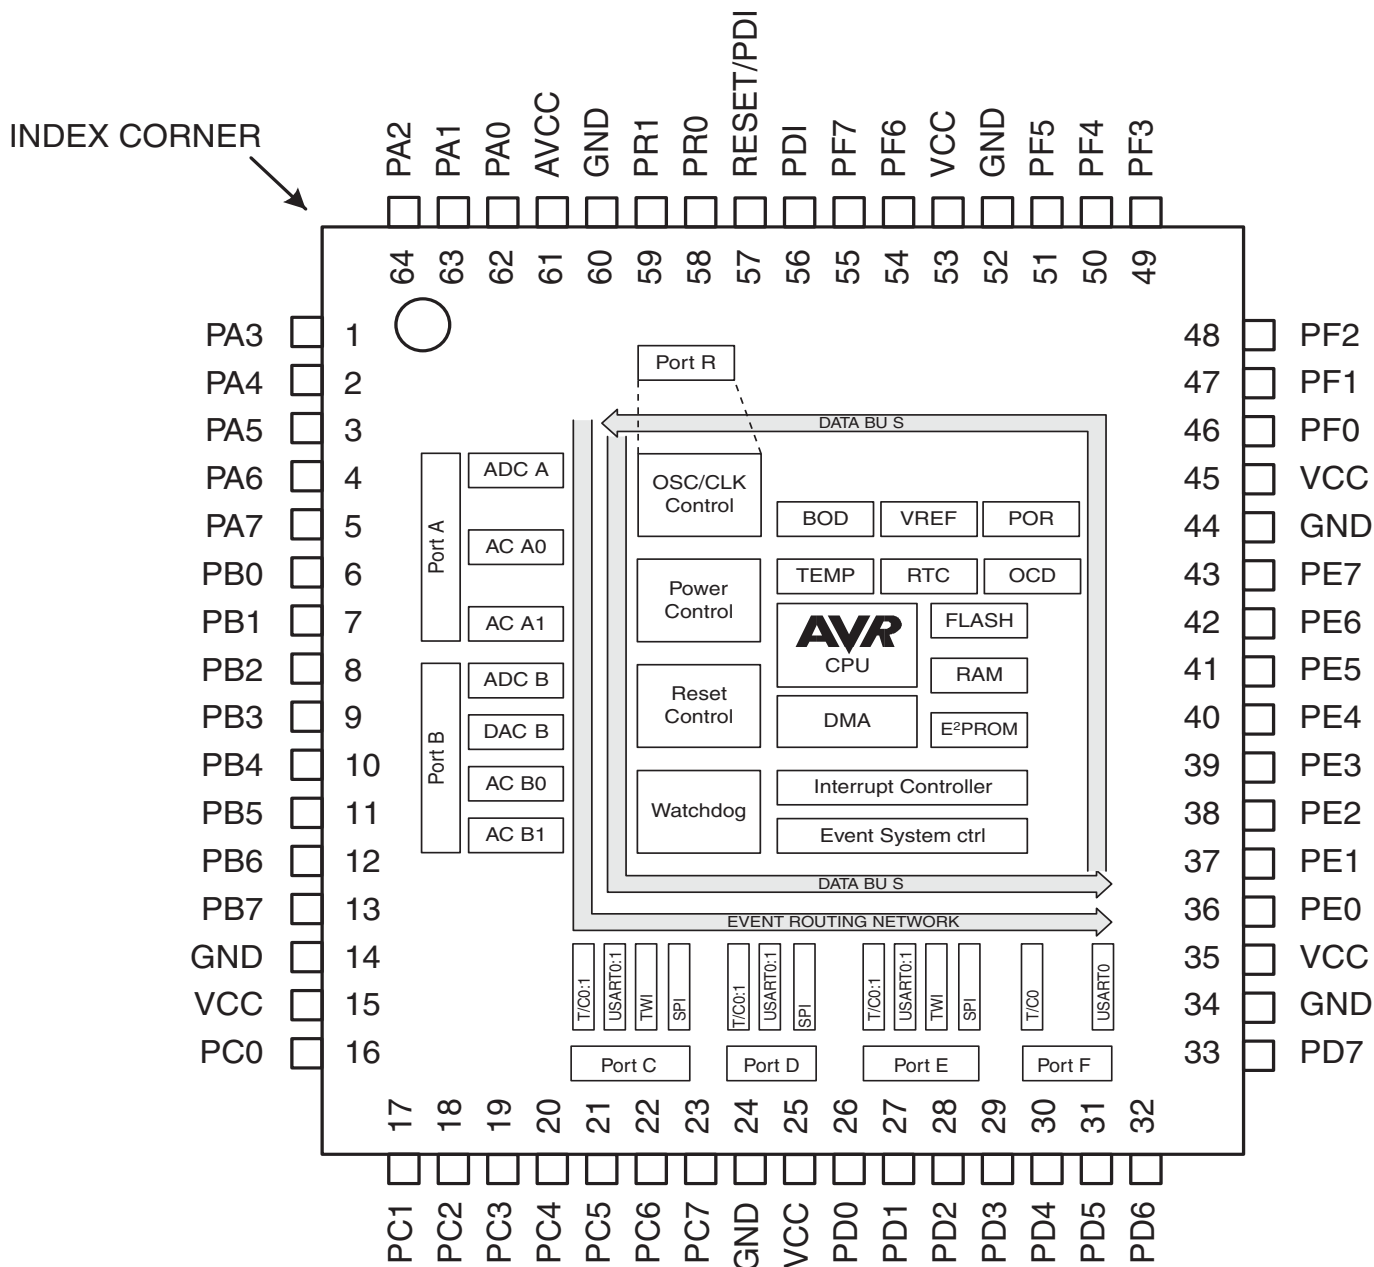 INDEX CORNER
PA2
PA1
PA0
AVCC
GND
PR1
PR0
RESET/PDI
PDI
PF7
PF6
VCC
GND
PF5
PF4
PF3
64
63
62
61
60
59
58
57
56
55
54
53
52
51
50
49
PA3 1
PA4 2
PA5 3
PA6 4
PA7 5
PB0 6
PB1 7
PB2 8
PB3 9
PB4 10
PB5 11
PB6 12
PB7 13
GND 14
VCC 15
PC0 16
48 PF2
47 PF1
46 PF0
45 VCC
44 GND
43 PE7
42 PE6
41 PE5
40 PE4
39 PE3
38 PE2
37 PE1
36 PE0
35 VCC
34 GND
33 PD7
Port R
DATA BU S
Port A
ADC A
AC A0
AC A1
Port B
ADC B
DAC B
AC B0
AC B1
OSC/CLK
Control
Power
Control
Reset
Control
Watchdog
BOD
VREF
POR
TEMP
RTC
OCD
AVR
CPU
FLASH
RAM
DMA
E²PROM
Interrupt Controller
Event System ctrl
DATA BU S
EVENT ROUTING NETWORK
T/C0:1
USART0:1
TWI
SPI
T/C0:1
USART0:1
SPI
T/C0:1
USART0:1
TWI
SPI
T/C0
USART0
Port C
Port D
Port E
Port F
17
18
19
20
21
22
23
24
25
26
27
28
29
30
31
32
PC1
PC2
PC3
PC4
PC5
PC6
PC7
GND
VCC
PD0
PD1
PD2
PD3
PD4
PD5
PD6